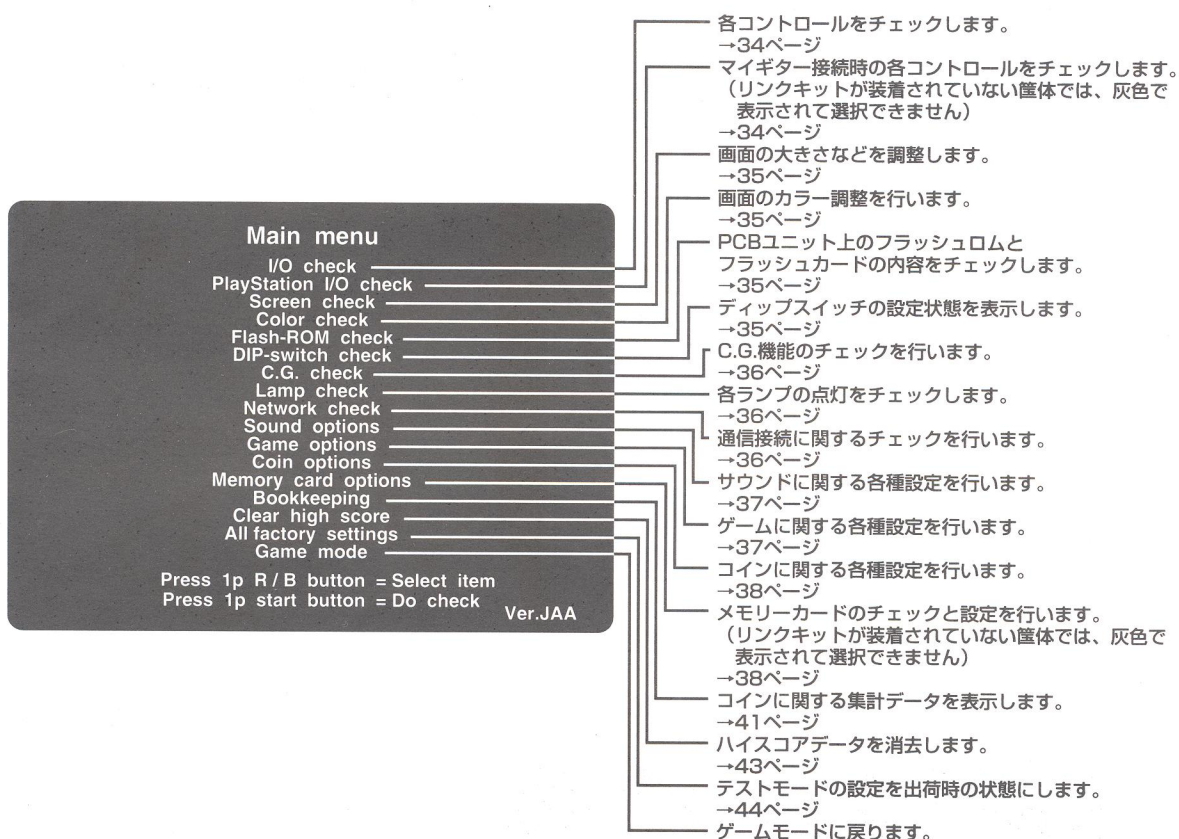 Main menu
I/O check
PlayStation I/O check
Screen check
Color check
Flash-ROM check
DIP-switch check
C.G. check
Lamp check
Network check
Sound options
Game options
Coin options
Memory card options
Bookkeeping
Clear high score
All factory settings
Game mode
Press 1p R / B button = Select item
Press 1p start button = Do check
Ver.JAA
各コントロールをチェックします。
→34ページ
マイギター接続時の各コントロールをチェックします。
（リンクキットが装着されていない筐体では、灰色で
表示されて選択できません）
→34ページ
画面の大きさなどを調整します。
→35ページ
画面のカラー調整を行います。
→35ページ
PCBユニット上のフラッシュロムと
フラッシュカードの内容をチェックします。
→35ページ
ディップスイッチの設定状態を表示します。
→35ページ
C.G.機能のチェックを行います。
→36ページ
各ランプの点灯をチェックします。
→36ページ
通信接続に関するチェックを行います。
→36ページ
サウンドに関する各種設定を行います。
→37ページ
ゲームに関する各種設定を行います。
→37ページ
コインに関する各種設定を行います。
→38ページ
メモリーカードのチェックと設定を行います。
（リンクキットが装着されていない筐体では、灰色で
表示されて選択できません）
→38ページ
コインに関する集計データを表示します。
→41ページ
ハイスコアデータを消去します。
→43ページ
テストモードの設定を出荷時の状態にします。
→44ページ
ゲームモードに戻ります。